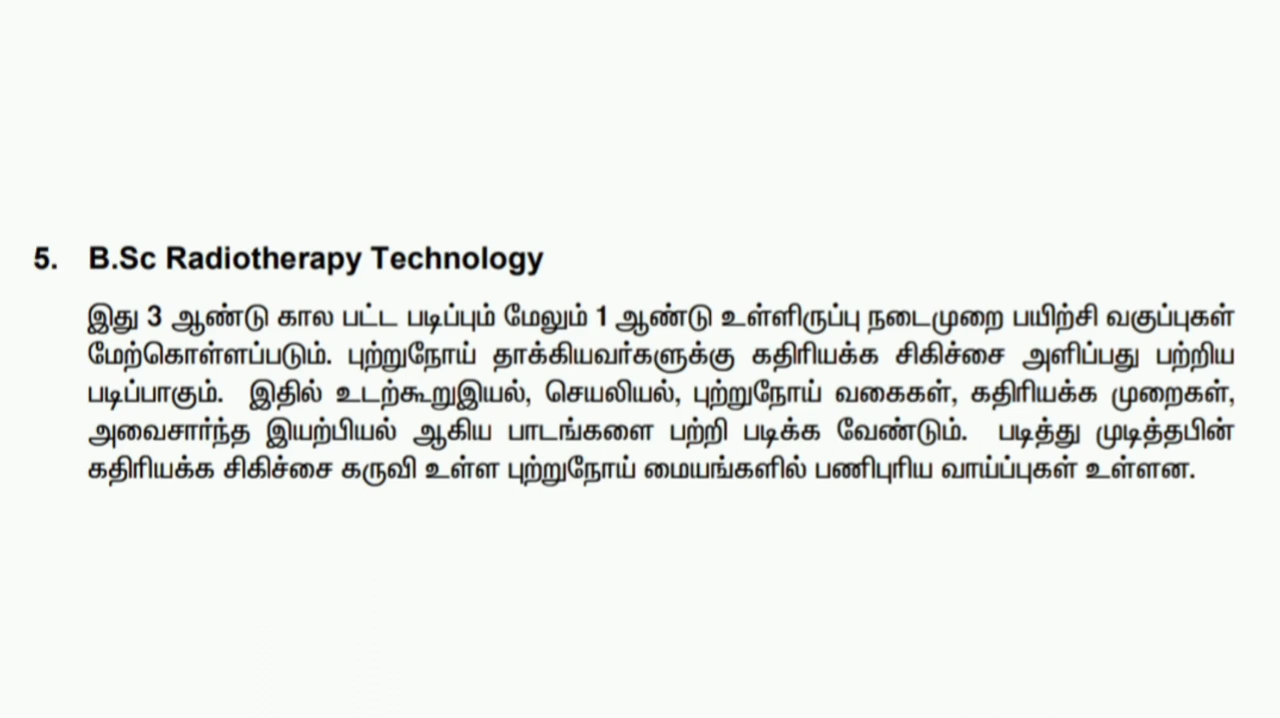 5. B.Sc Radiotherapy Technology
இது 3 ஆண்டு கால பட்ட படிப்பும் மேலும் 1 ஆண்டு உள்ளிருப்பு நடைமுறை பயிற்சி வகுப்புகள்
மேற்கொள்ளப்படும். புற்றுநோய் தாக்கியவர்களுக்கு கதிரியக்க சிகிச்சை அளிப்பது பற்றிய
படிப்பாகும். இதில் உடற்கூறுஇயல், செயலியல், புற்றுநோய் வகைகள், கதிரியக்க முறைகள்,
அவைசார்ந்த இயற்பியல் ஆகிய பாடங்களை பற்றி படிக்க வேண்டும். படித்து முடித்தபின்
கதிரியக்க சிகிச்சை கருவி உள்ள புற்றுநோய் மையங்களில் பணிபுரிய வாய்ப்புகள் உள்ளன.